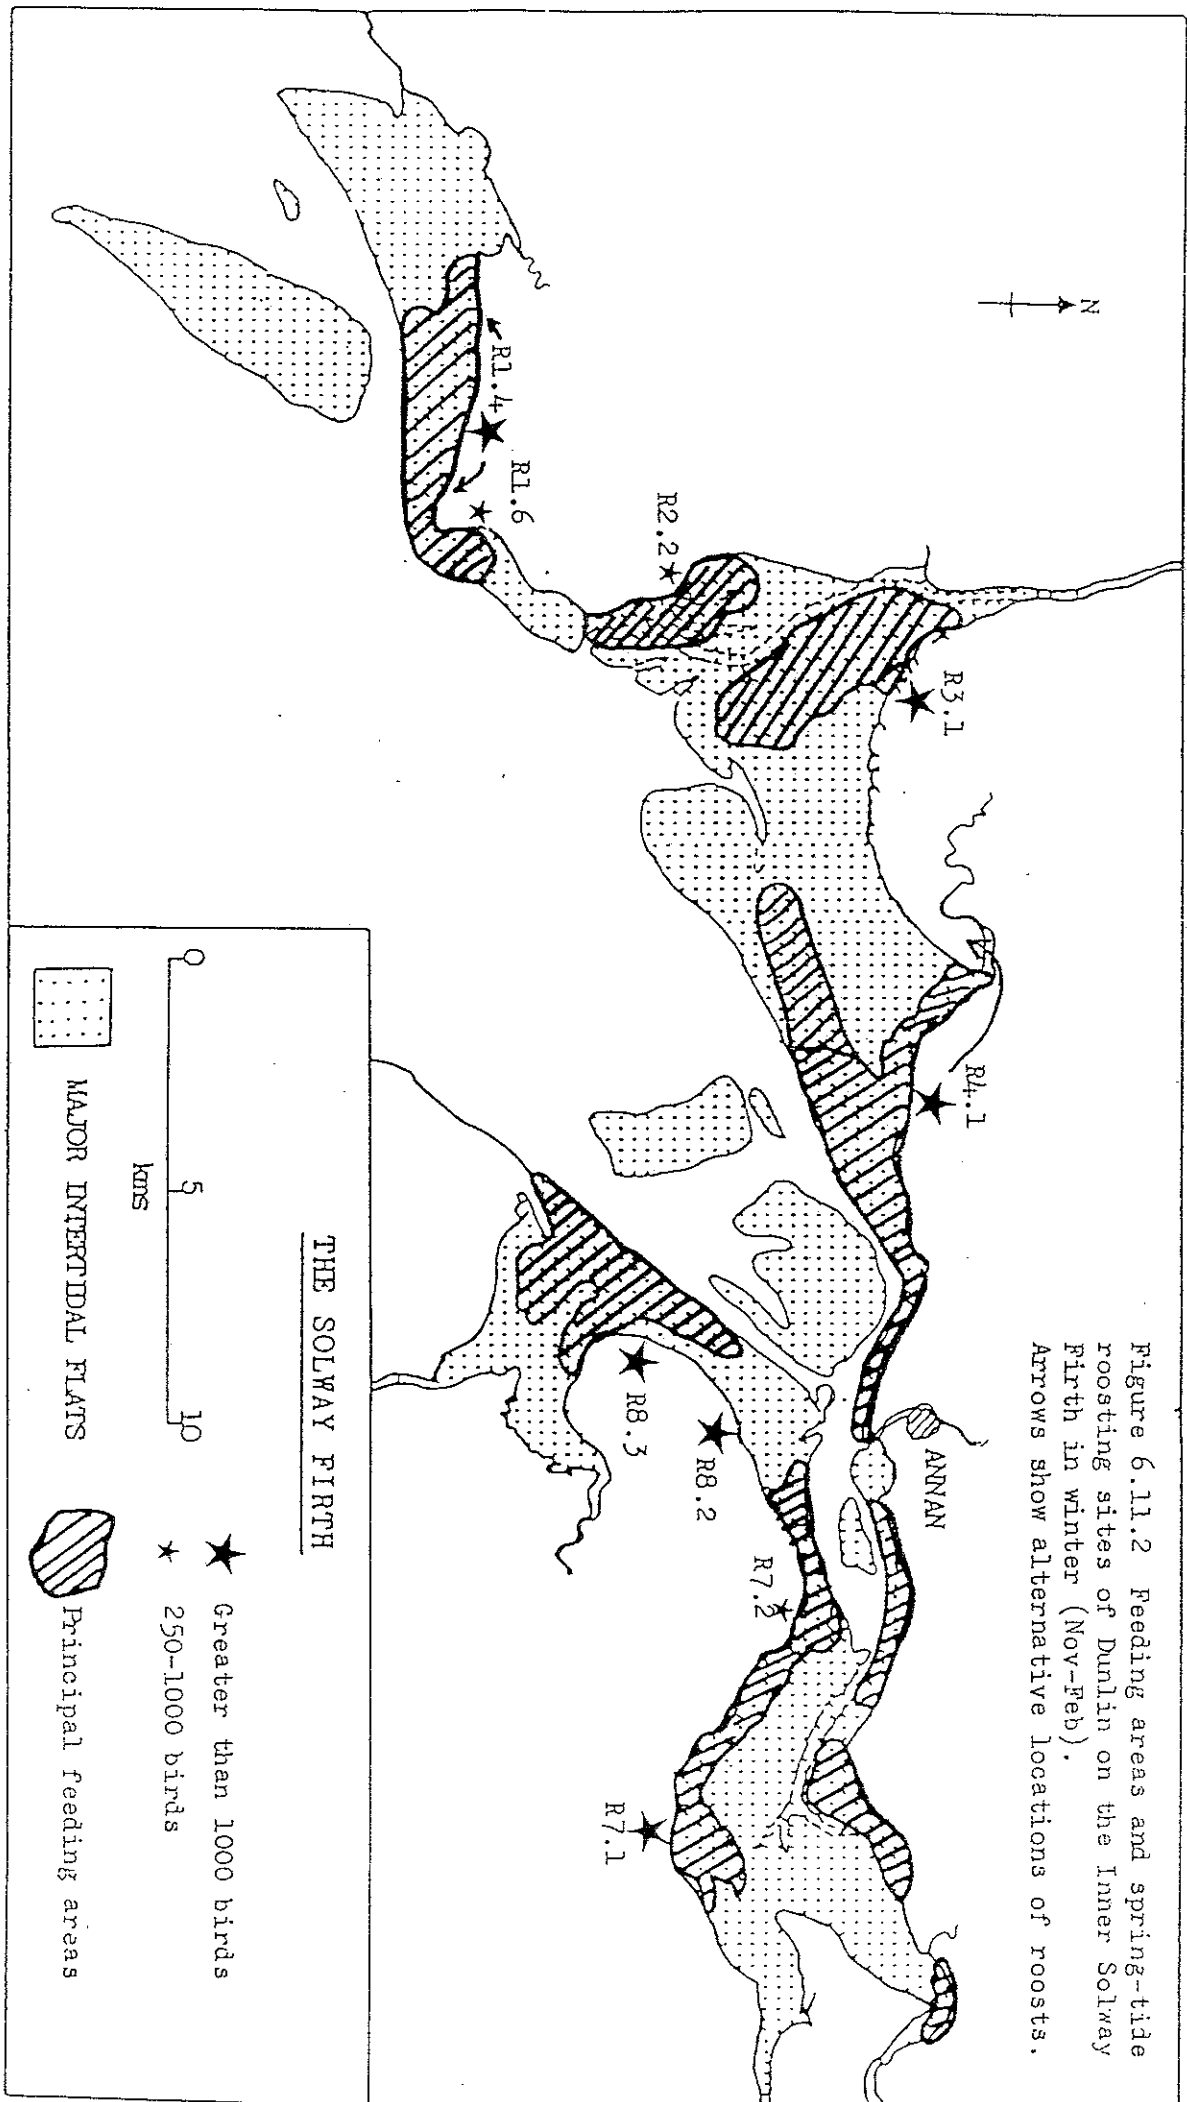 Figure 6.11.2 Feeding areas and spring-tide
roosting sites of Dunlin on the Inner Solway
Firth in winter (Nov-Feb).
Arrows show alternative locations of roosts.
N
R3.1
R4.1
ANNAN
R2.2
R1.6
R1.4
R7.2
R8.2
R8.3
R7.1
THE SOLWAY FIRTH
0 5 10
kms
MAJOR INTERTIDAL FLATS
Greater than 1000 birds
250-1000 birds
Principal feeding areas